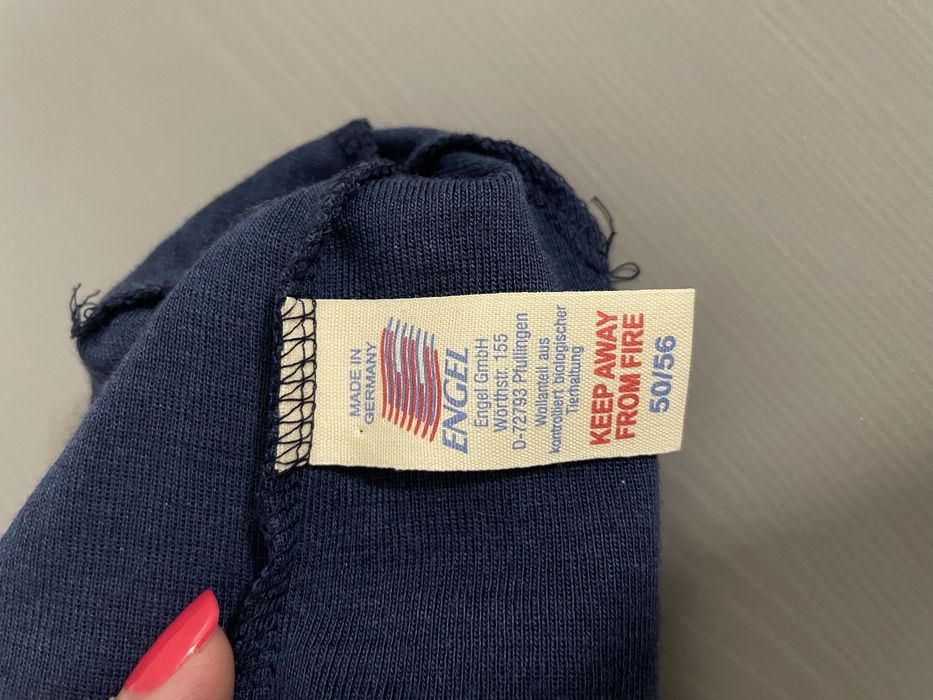 MADE IN
GERMANY
ENGEL
Engel GmbH
Wörthstr. 155
D-72793 Pfullingen
Wollanteil aus
kontrolliert biologischer
Tierhaltung
KEEP AWAY
FROM FIRE
50/56